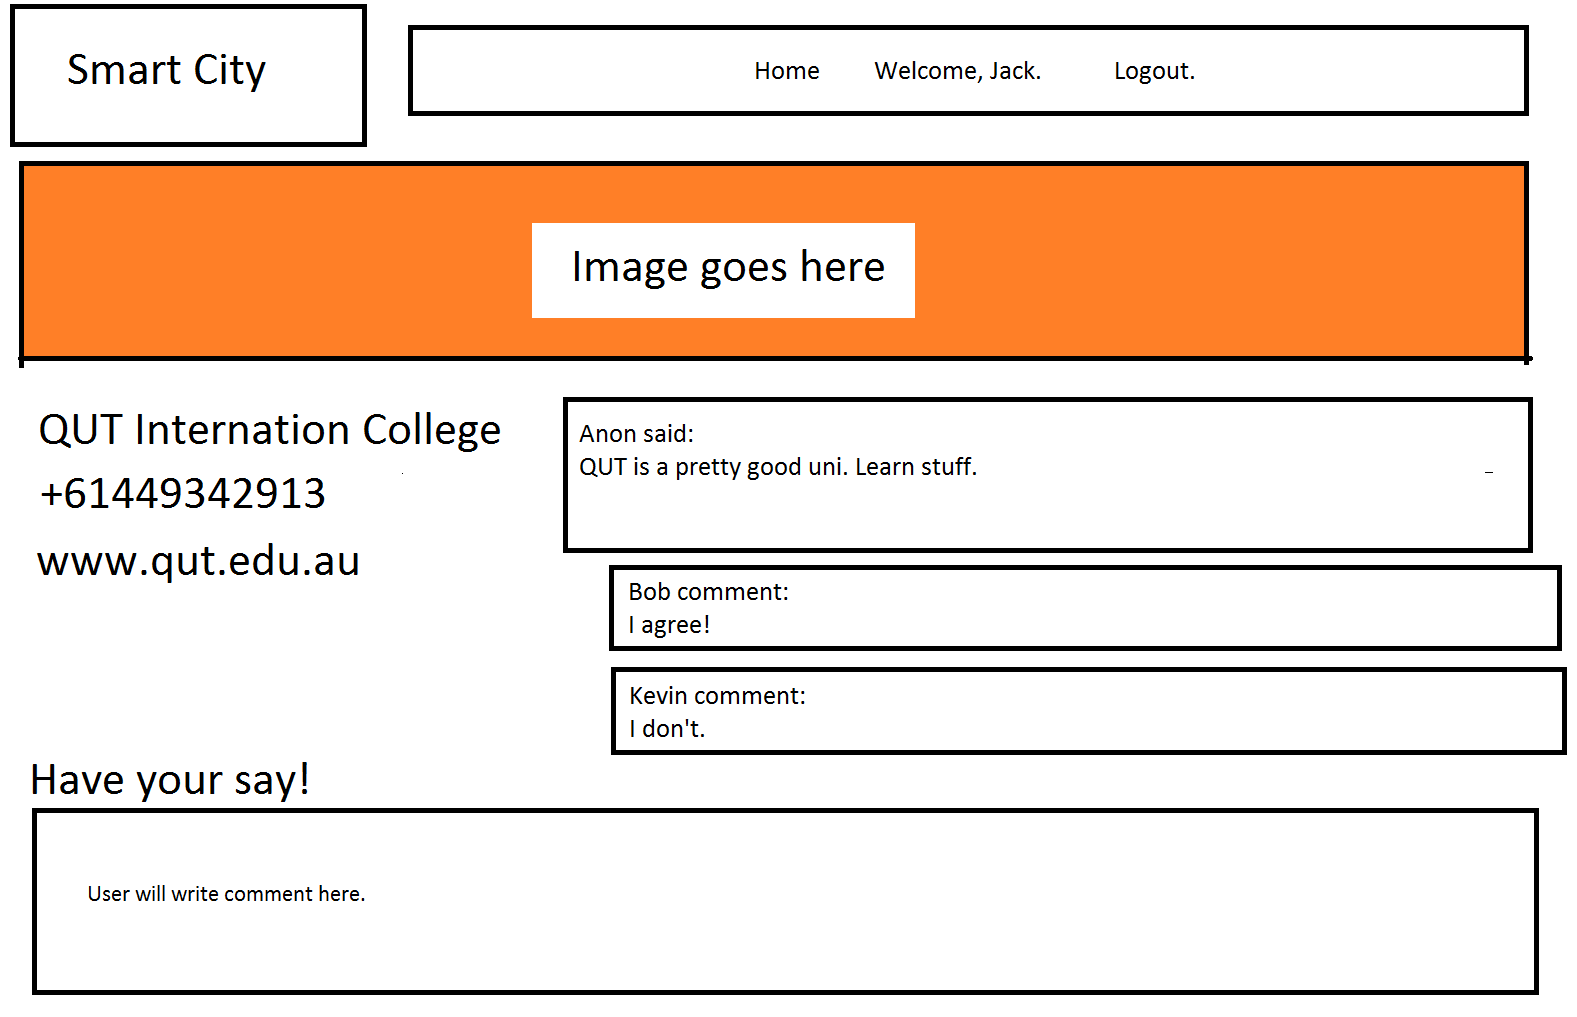 Smart City
Home Welcome, Jack. Logout.
Image goes here
QUT Internation College
+61449342913
www.qut.edu.au
Anon said:
QUT is a pretty good uni. Learn stuff.
Bob comment:
I agree!
Kevin comment:
I don't.
Have your say!
User will write comment here.